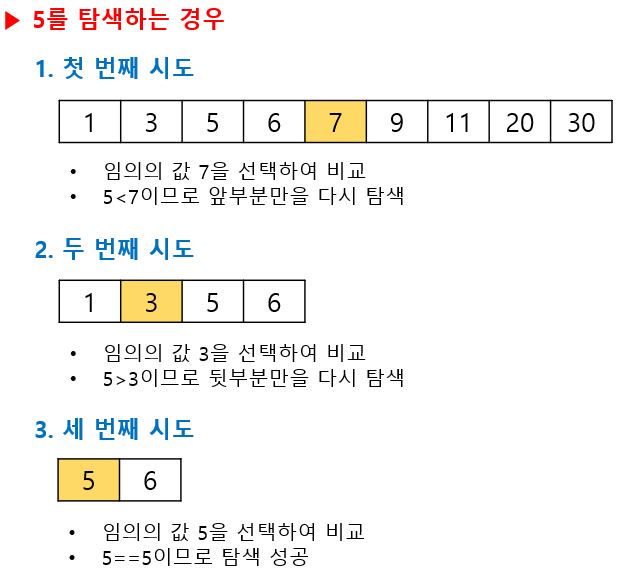 ▶ 5를 탐색하는 경우
1. 첫 번째 시도
1 3 5 6 7 9 11 20 30
• 임의의 값 7을 선택하여 비교
• 5<7이므로 앞부분만을 다시 탐색
2. 두 번째 시도
1 3 5 6
• 임의의 값 3을 선택하여 비교
• 5>3이므로 뒷부분만을 다시 탐색
3. 세 번째 시도
5 6
• 임의의 값 5을 선택하여 비교
• 5==5이므로 탐색 성공